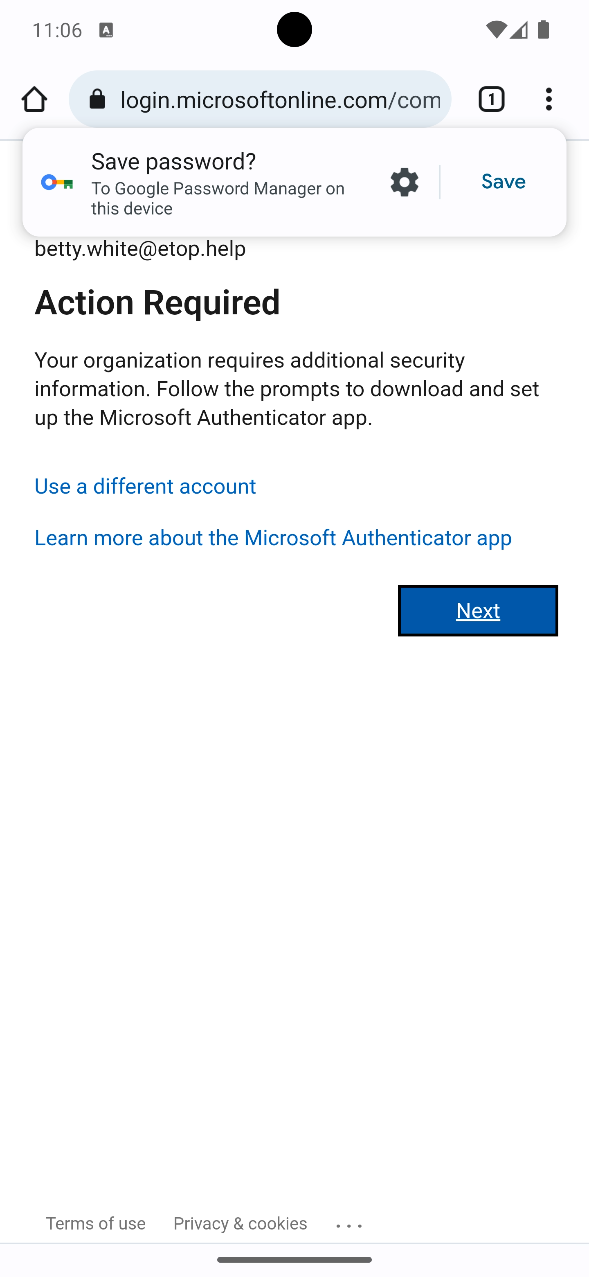 11:06
A
login.microsoftonline.com/com
1
Save password?
To Google Password Manager on
this device
Save
betty.white@etop.help
Action Required
Your organization requires additional security
information. Follow the prompts to download and set
up the Microsoft Authenticator app.
Use a different account
Learn more about the Microsoft Authenticator app
Next
Terms of use
Privacy & cookies
...